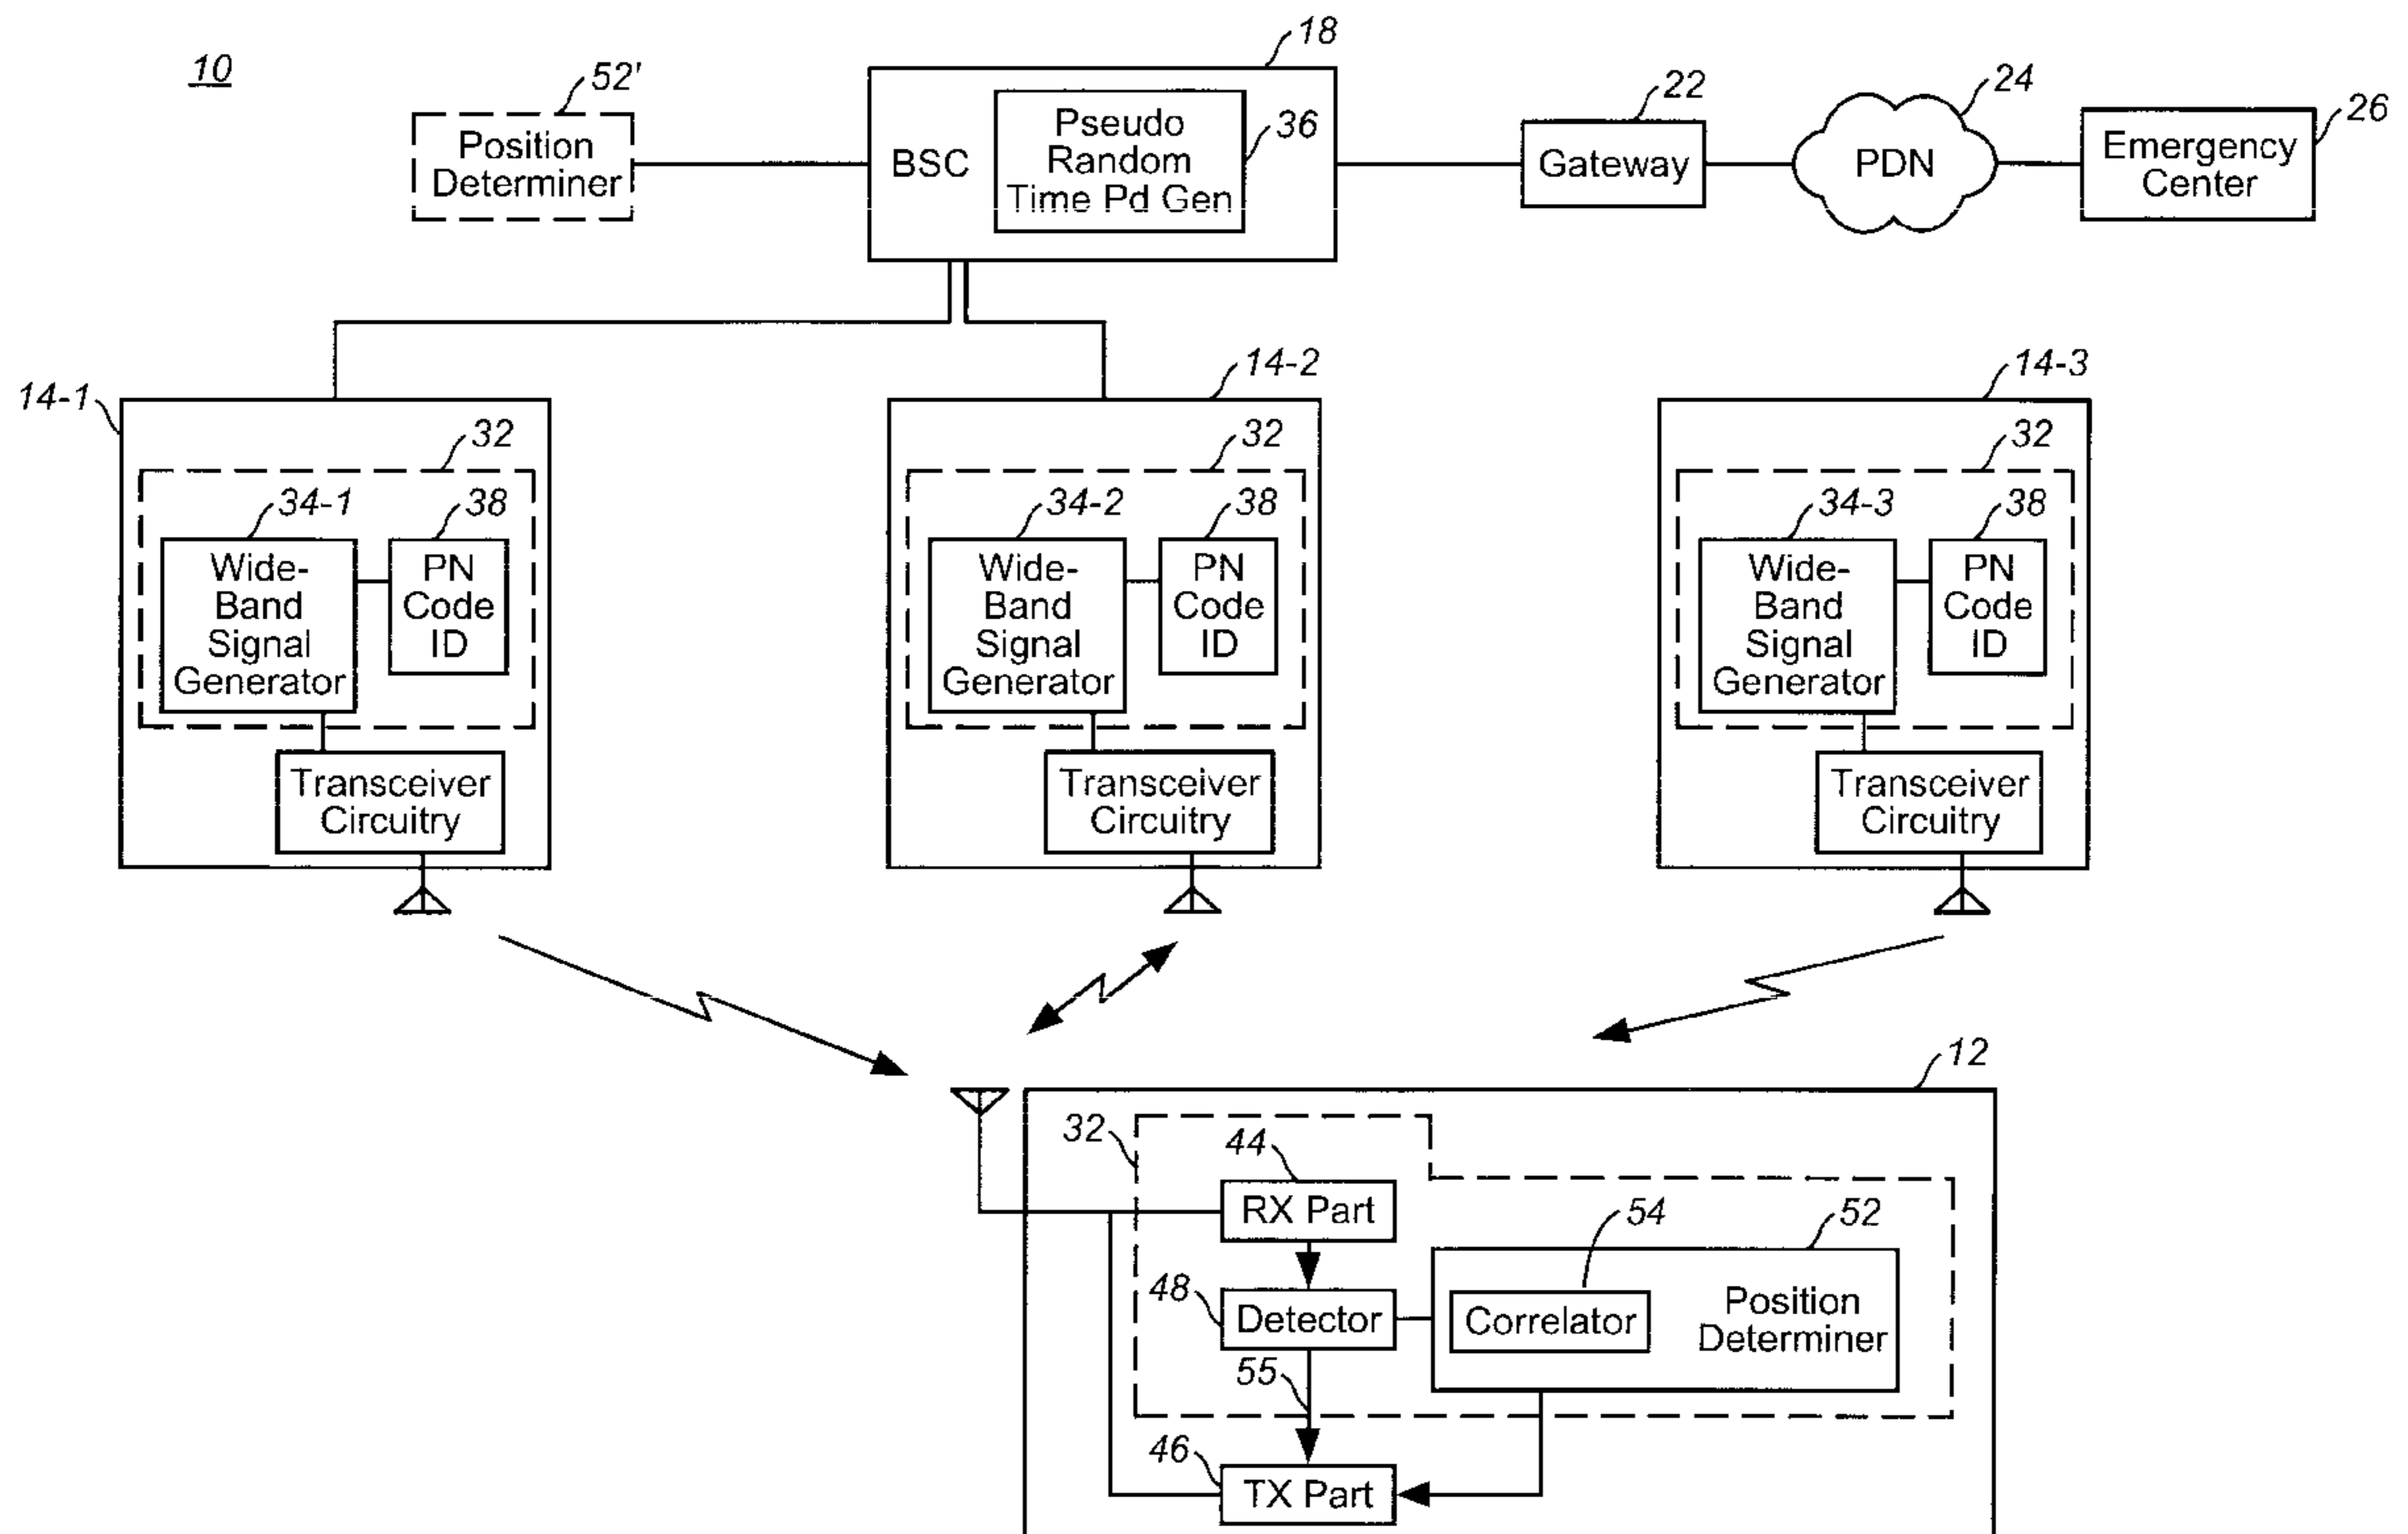 10
52'
18
22
24
26
Position
Determiner
BSC
Pseudo
Random
Time Pd Gen
36
Gateway
PDN
Emergency
Center
14-1
14-2
14-3
32
34-1
38
Wide-
Band
Signal
Generator
PN
Code
ID
Transceiver
Circuitry
32
34-2
38
Wide-
Band
Signal
Generator
PN
Code
ID
Transceiver
Circuitry
32
34-3
38
Wide-
Band
Signal
Generator
PN
Code
ID
Transceiver
Circuitry
12
32
44
RX Part
54
52
48
Detector
Correlator
Position
Determiner
55
46
TX Part